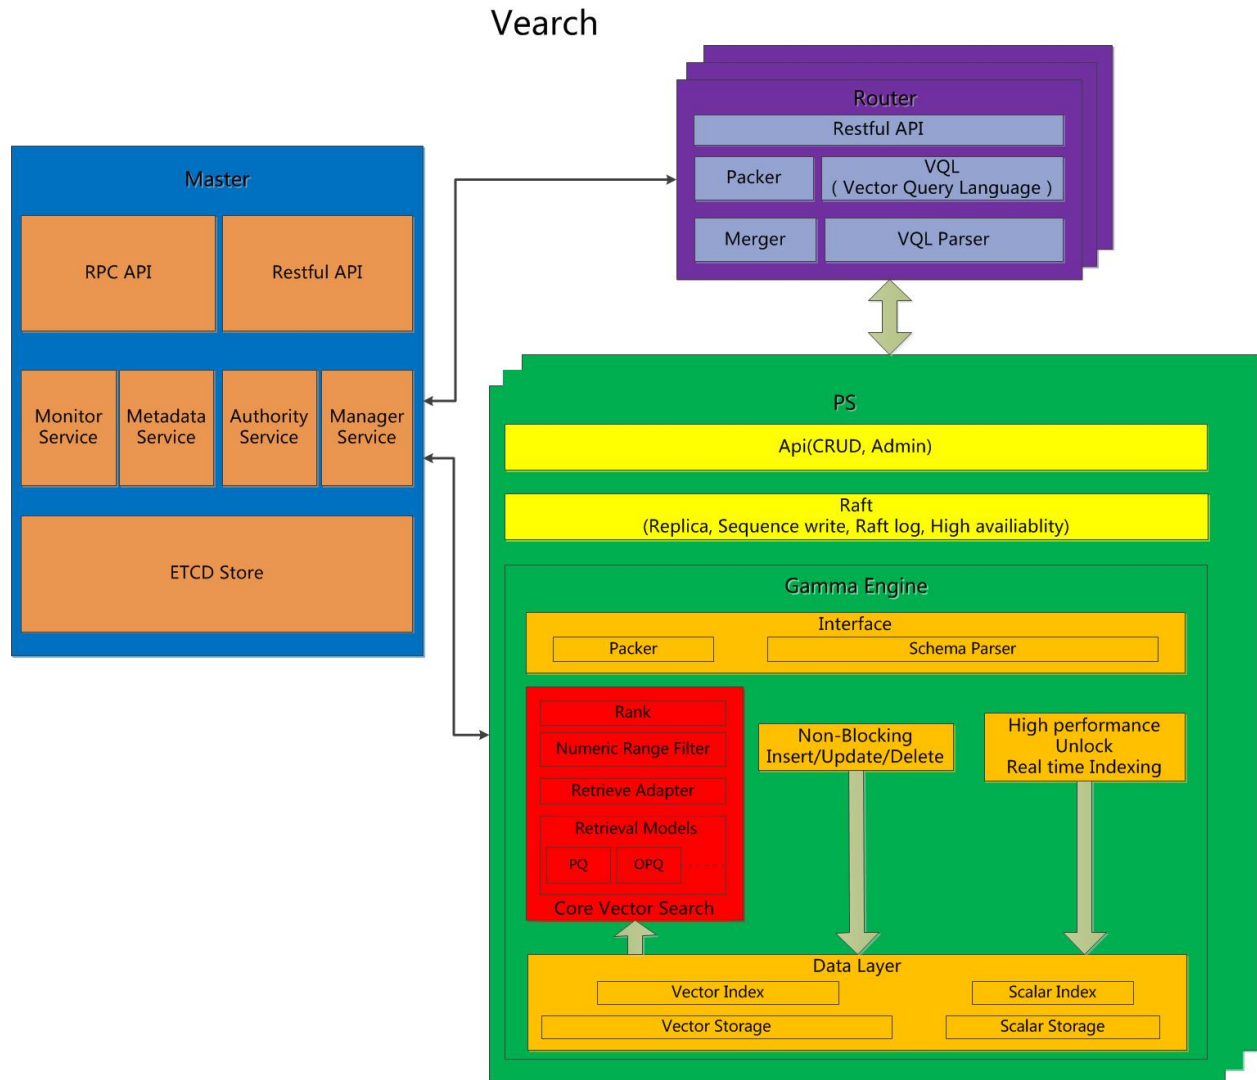 Vearch
Router
Restful API
Packer
VQL
( Vector Query Language )
Merger
VQL Parser
Master
RPC API
Restful API
Monitor
Service
Metadata
Service
Authority
Service
Manager
Service
ETCD Store
PS
Api(CRUD, Admin)
Raft
(Replica, Sequence write, Raft log, High availiablity)
Gamma Engine
Interface
Packer
Schema Parser
Rank
Numeric Range Filter
Retrieve Adapter
Retrieval Models
PQ
OPQ
Core Vector Search
Non-Blocking
Insert/Update/Delete
High performance
Unlock
Real time Indexing
Data Layer
Vector Index
Scalar Index
Vector Storage
Scalar Storage